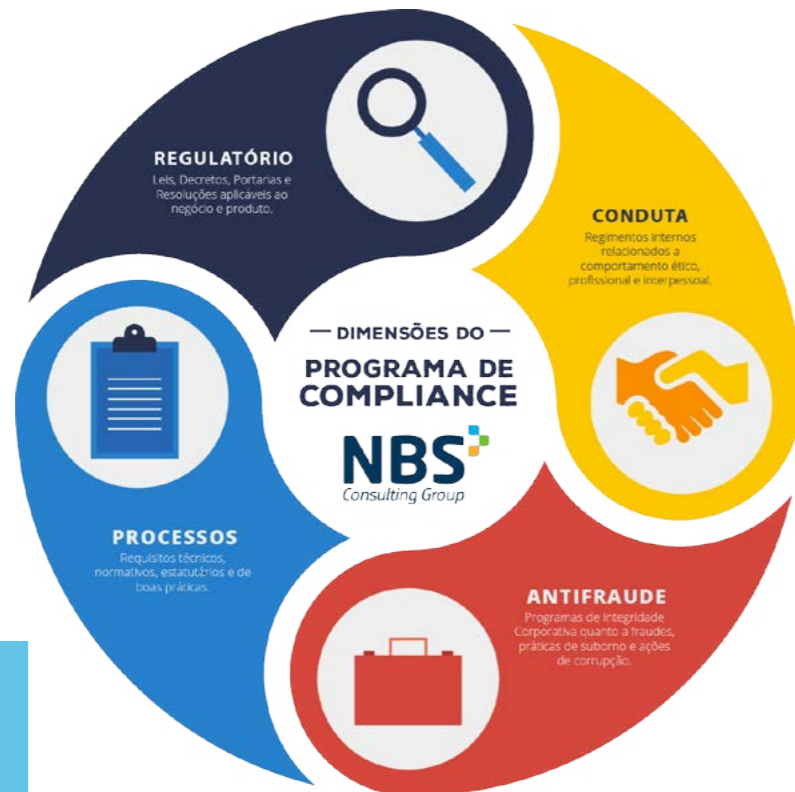 REGULATÓRIO
Leis, Decretos, Portarias e
Resoluções aplicáveis ao
negócio e produto.
CONDUTA
Regimentos internos
relacionados a
comportamento ético,
profissional e interpessoal.
— DIMENSÕES DO —
PROGRAMA DE
COMPLIANCE
NBS
Consulting Group
PROCESSOS
Requisitos técnicos,
normativos, estatutários e de
boas práticas.
ANTIFRAUDE
Programas de Integridade
Corporativa quanto a fraudes,
práticas de suborno e ações
de corrupção.